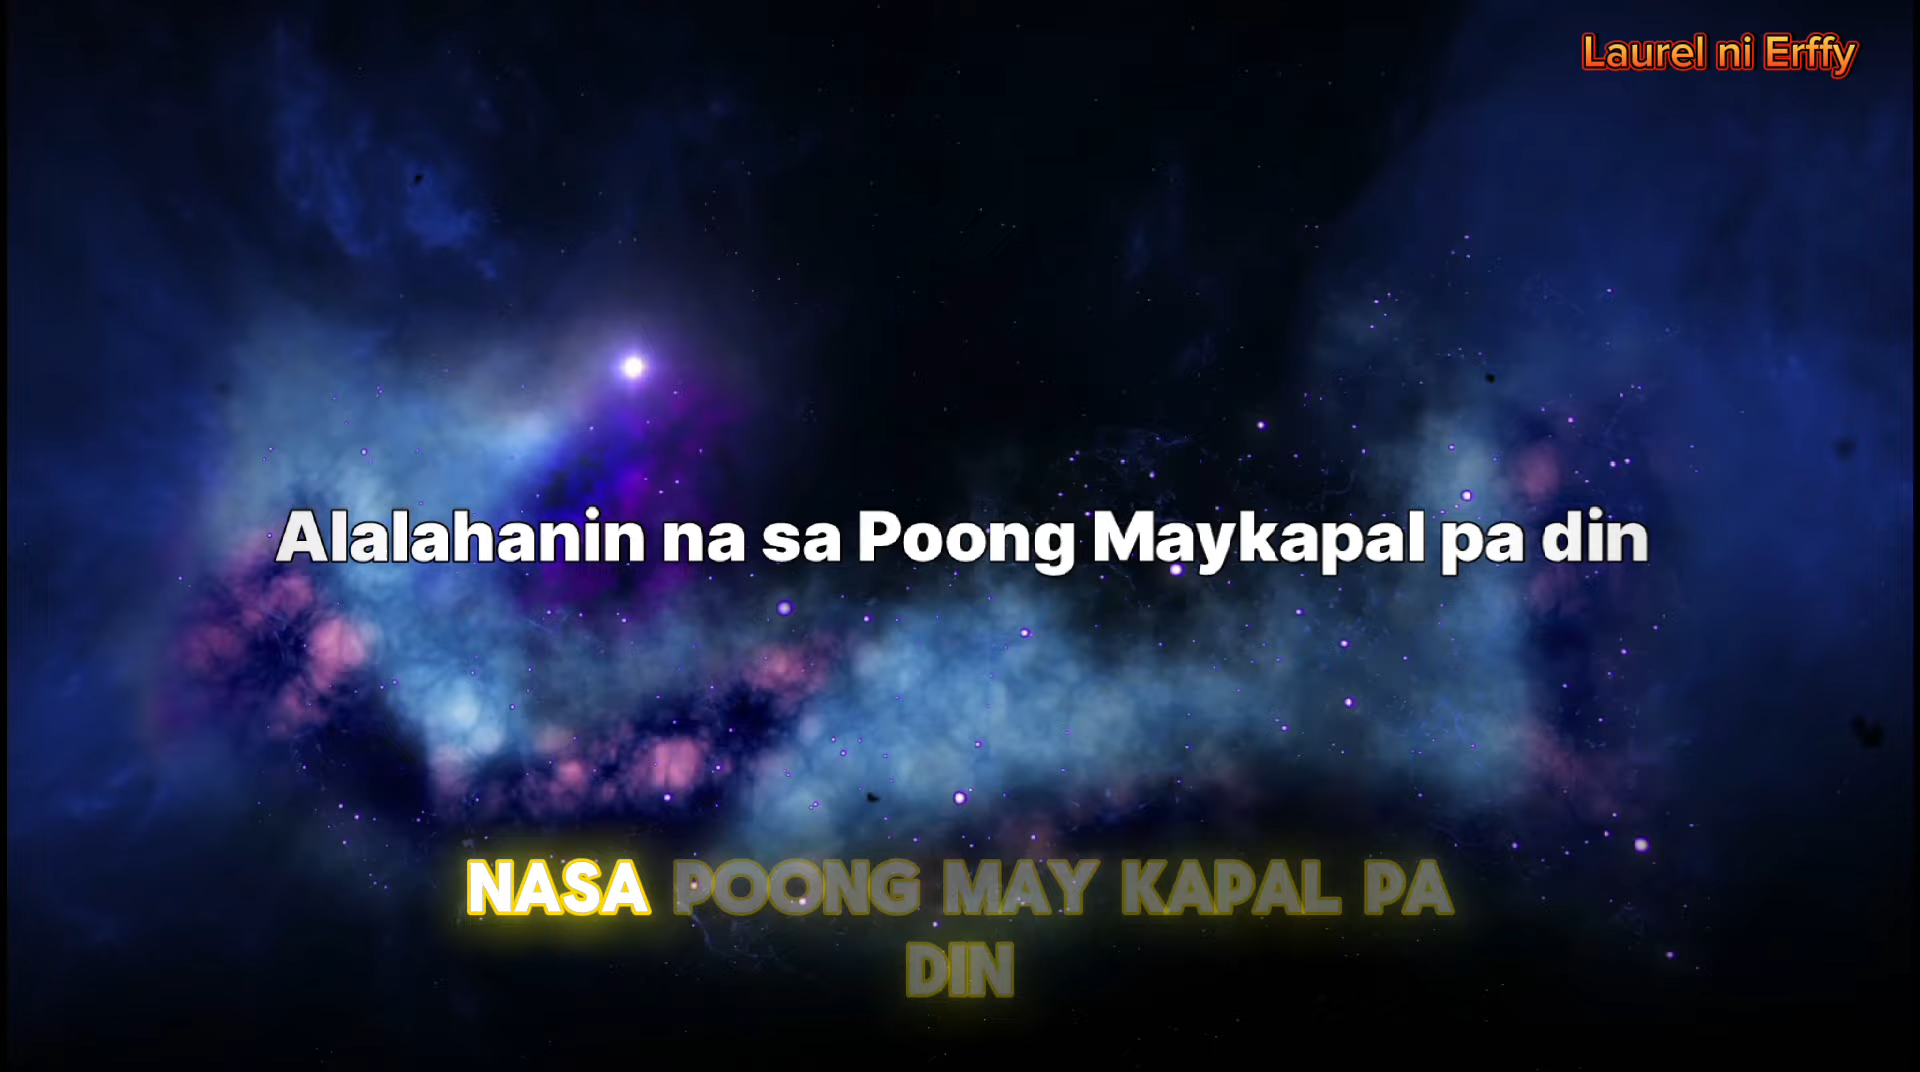 Laurel ni Erffy
Alalahanin na sa Poong Maykapal pa din
NASA POONG MAY KAPAL PA
DIN